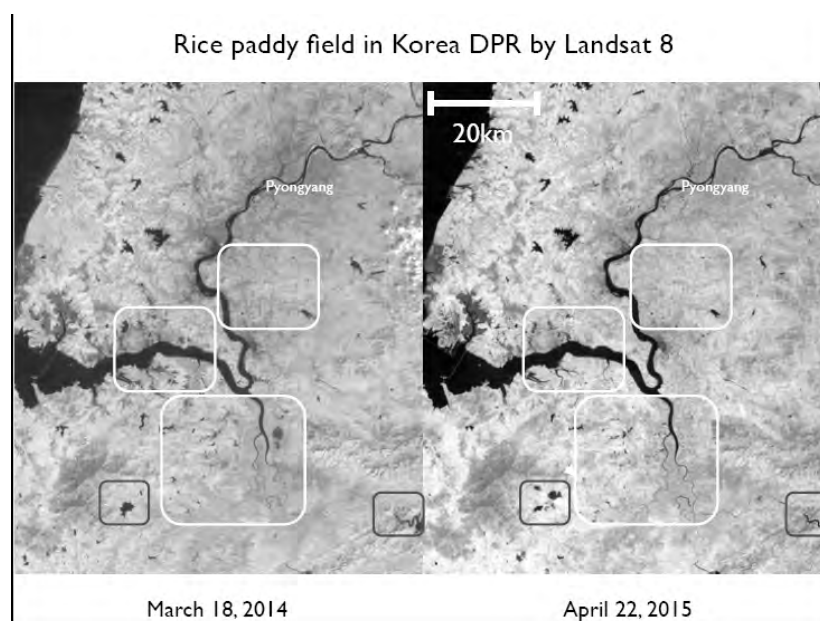 Rice paddy field in Korea DPR by Landsat 8
20km
Pyongyang
Pyongyang
March 18, 2014
April 22, 2015